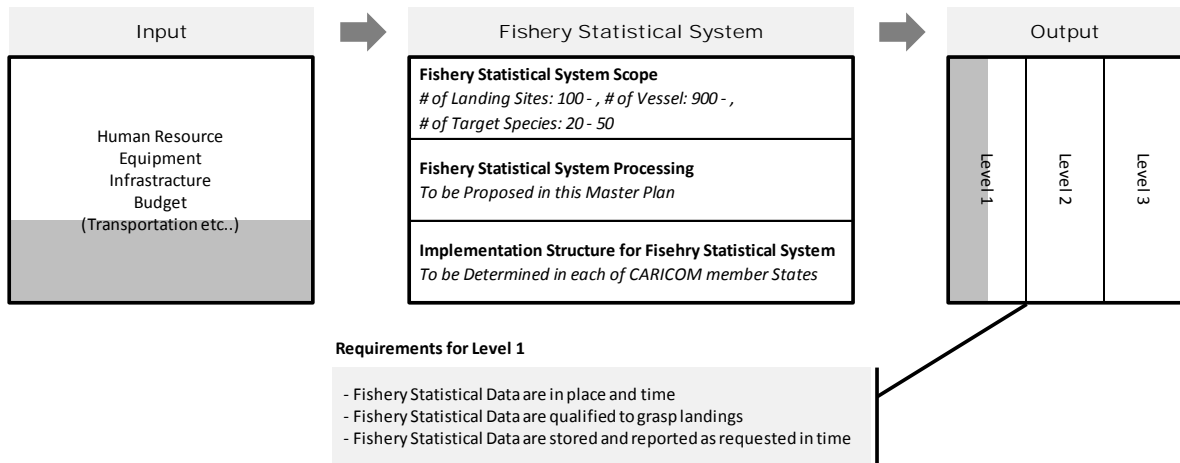 Input
Fishery Statistical System
Output
Human Resource
Equipment
Infrastracture
Budget
(Transportation etc..)
Fishery Statistical System Scope
# of Landing Sites: 100 - , # of Vessel: 900 - ,
# of Target Species: 20 - 50
Fishery Statistical System Processing
To be Proposed in this Master Plan
Implementation Structure for Fisehry Statistical System
To be Determined in each of CARICOM member States
Level 1
Level 2
Level 3
Requirements for Level 1
- Fishery Statistical Data are in place and time
- Fishery Statistical Data are qualified to grasp landings
- Fishery Statistical Data are stored and reported as requested in time